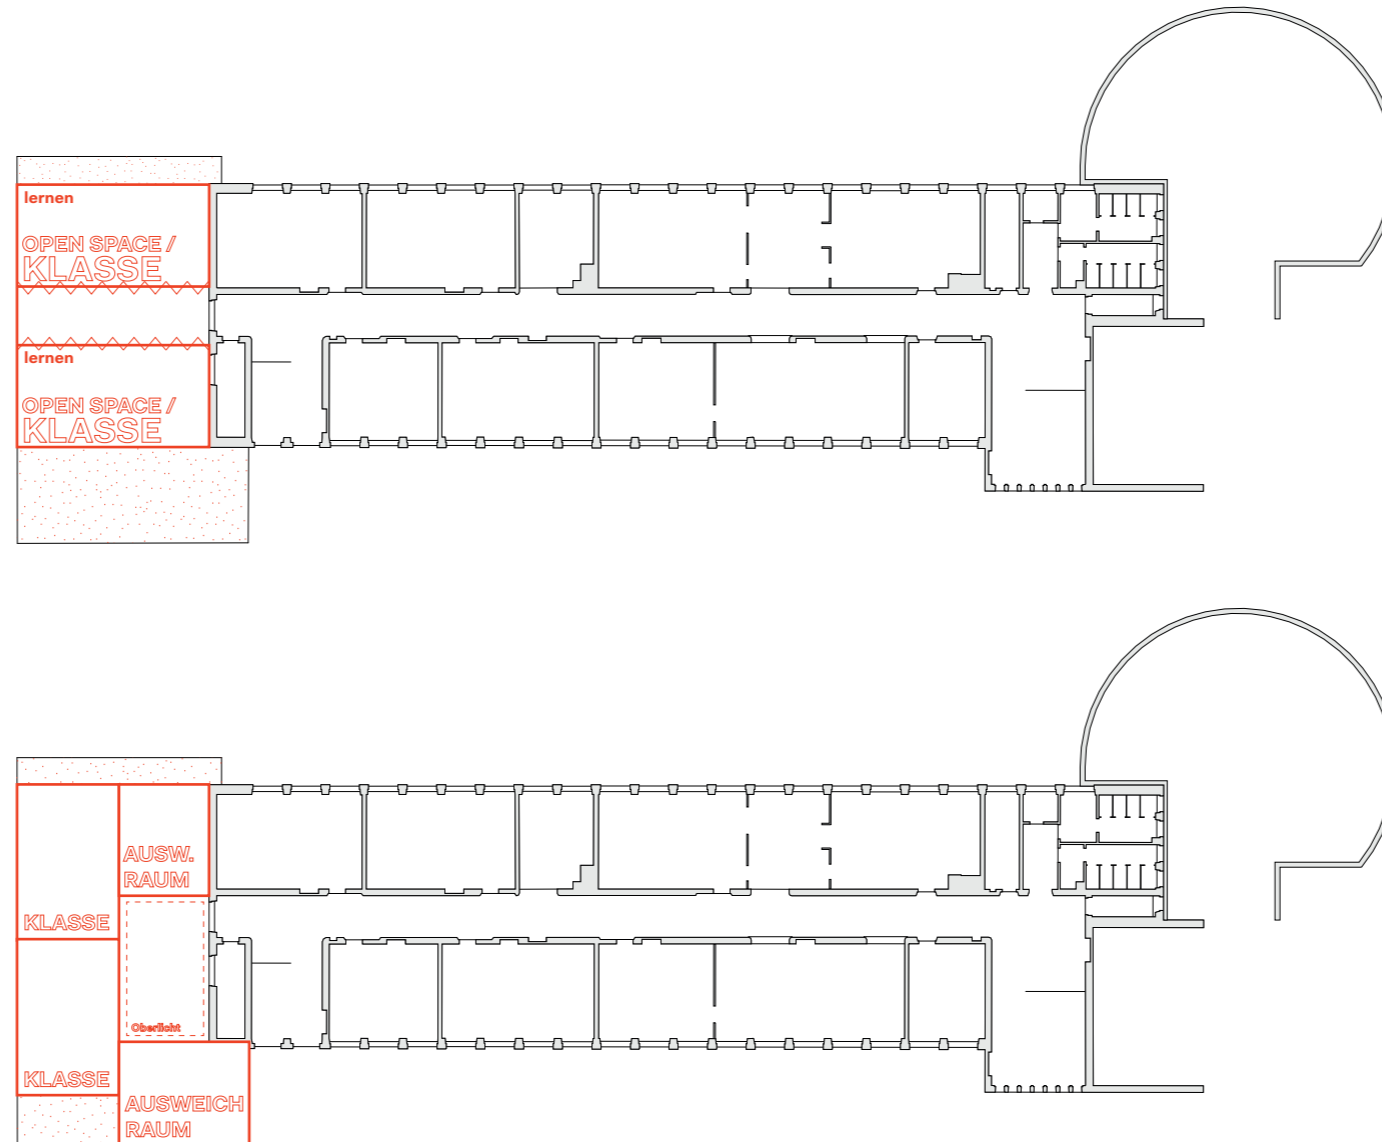 lernen
OPEN SPACE /
KLASSE
lernen
OPEN SPACE /
KLASSE
AUSW.
RAUM
KLASSE
Oberlicht
KLASSE
AUSWEICH
RAUM